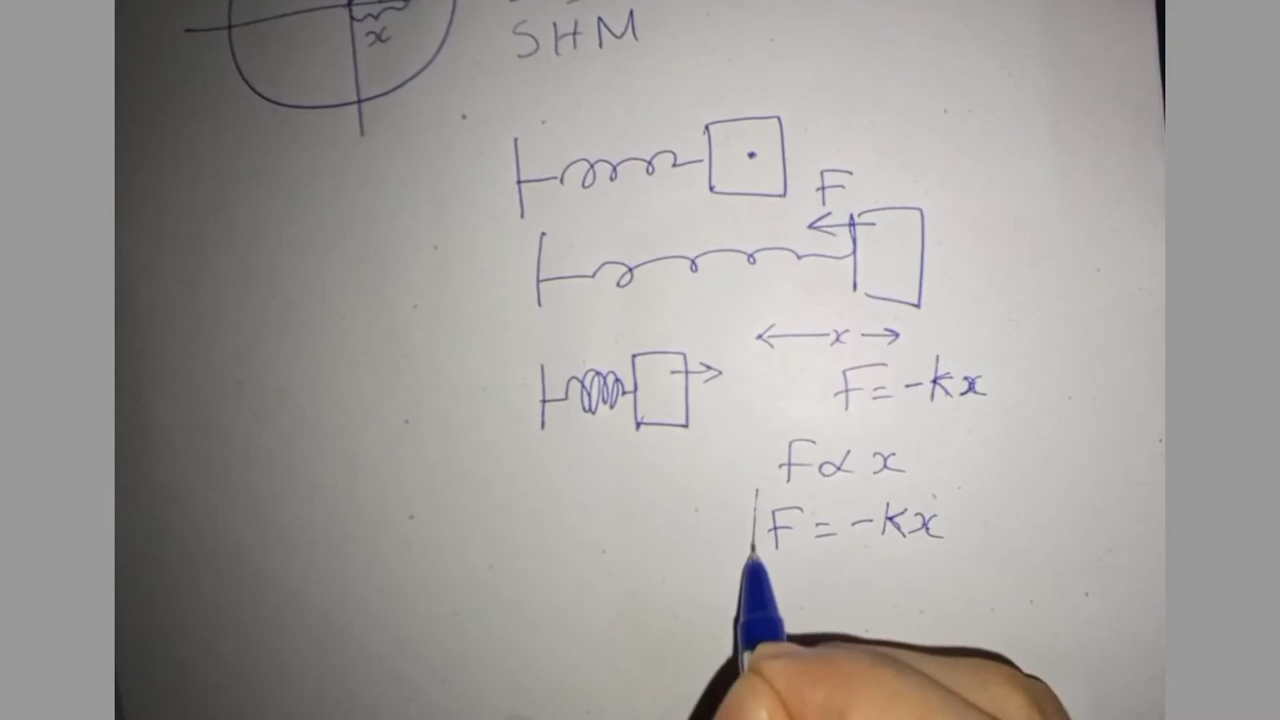 x
SHM
F
x
F = -kx
F ∝ x
F = -kx